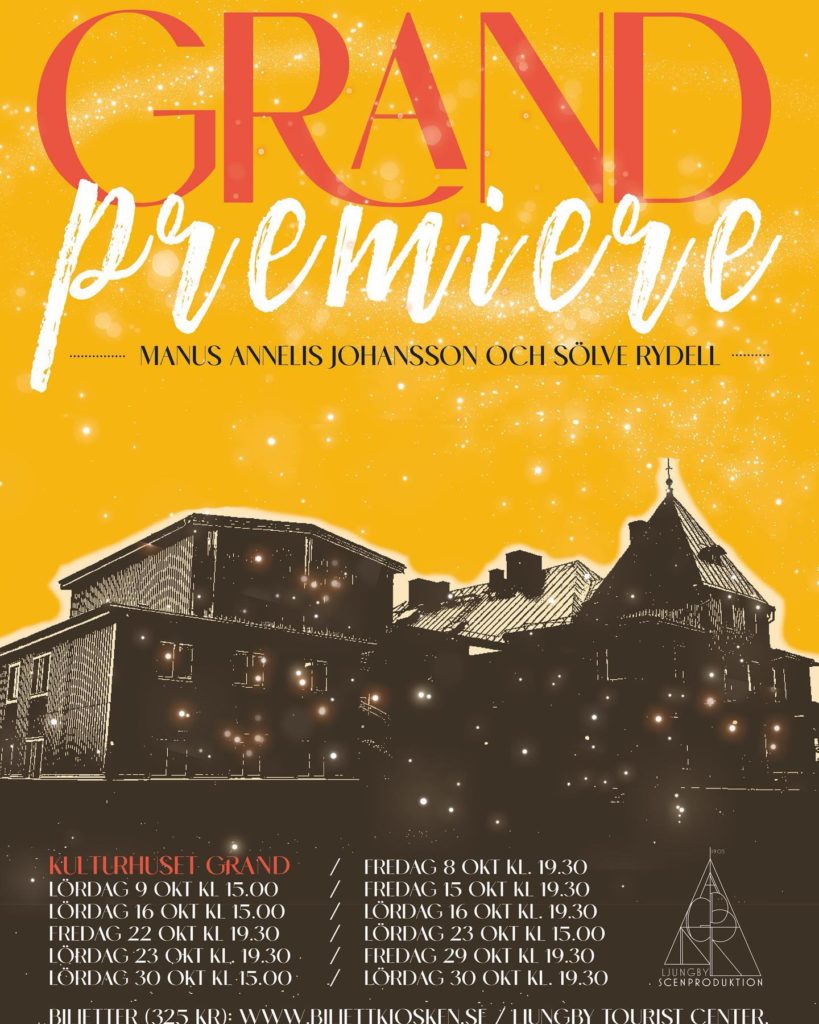 GRAND
premiere
MANUS ANNELIS JOHANSSON OCH SÖLVE RYDELL
KULTURHUSET GRAND / FREDAG 8 OKT KL. 19.30
LÖRDAG 9 OKT KL 15.00 / FREDAG 15 OKT KL. 19.30
LÖRDAG 16 OKT KL 15.00 / LÖRDAG 16 OKT KL. 19.30
FREDAG 22 OKT KL 19.30 / LÖRDAG 23 OKT KL 15.00
LÖRDAG 23 OKT KL. 19.30 / FREDAG 29 OKT KL 19.30
LÖRDAG 30 OKT KL 15.00 / LÖRDAG 30 OKT KL. 19.30
1905
LJUNGBY
SCENPRODUKTION
BILJETTER (325 KR): WWW.BILJETTKIOSKEN.SE / LJUNGBY TOURIST CENTER.